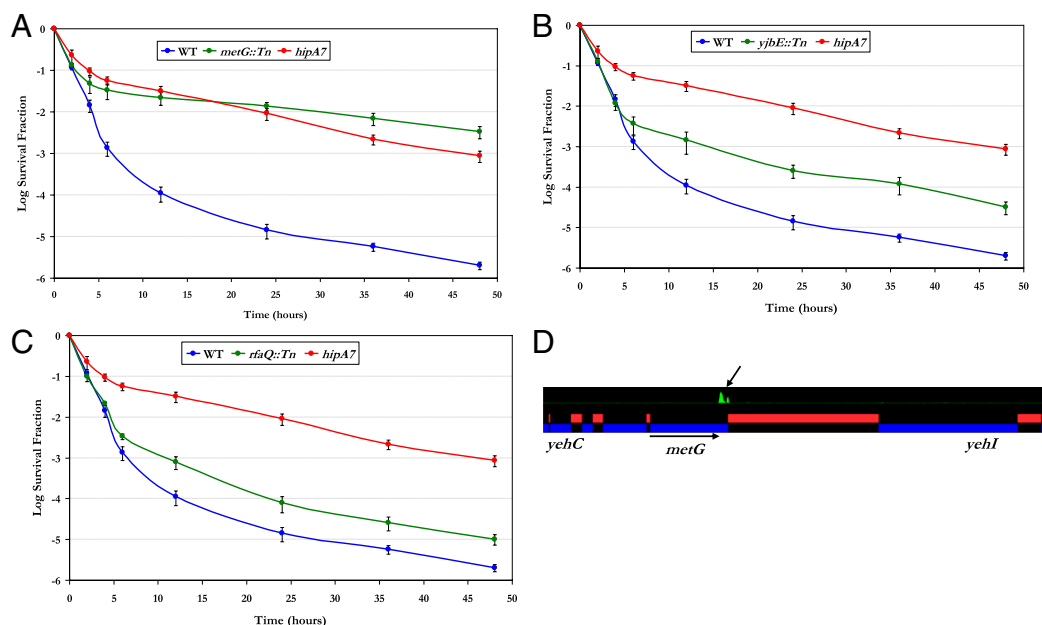 A
WT metG::Tn hipA7
0
-1
-2
-3
-4
-5
-6
Log Survival Fraction
0 5 10 15 20 25 30 35 40 45 50
Time (hours)
B
WT yjbE::Tn hipA7
0
-1
-2
-3
-4
-5
-6
Log Survival Fraction
0 5 10 15 20 25 30 35 40 45 50
Time (hours)
C
WT rfaQ::Tn hipA7
0
-1
-2
-3
-4
-5
-6
Log Survival Fraction
0 5 10 15 20 25 30 35 40 45 50
Time (hours)
D
yehC metG yehI